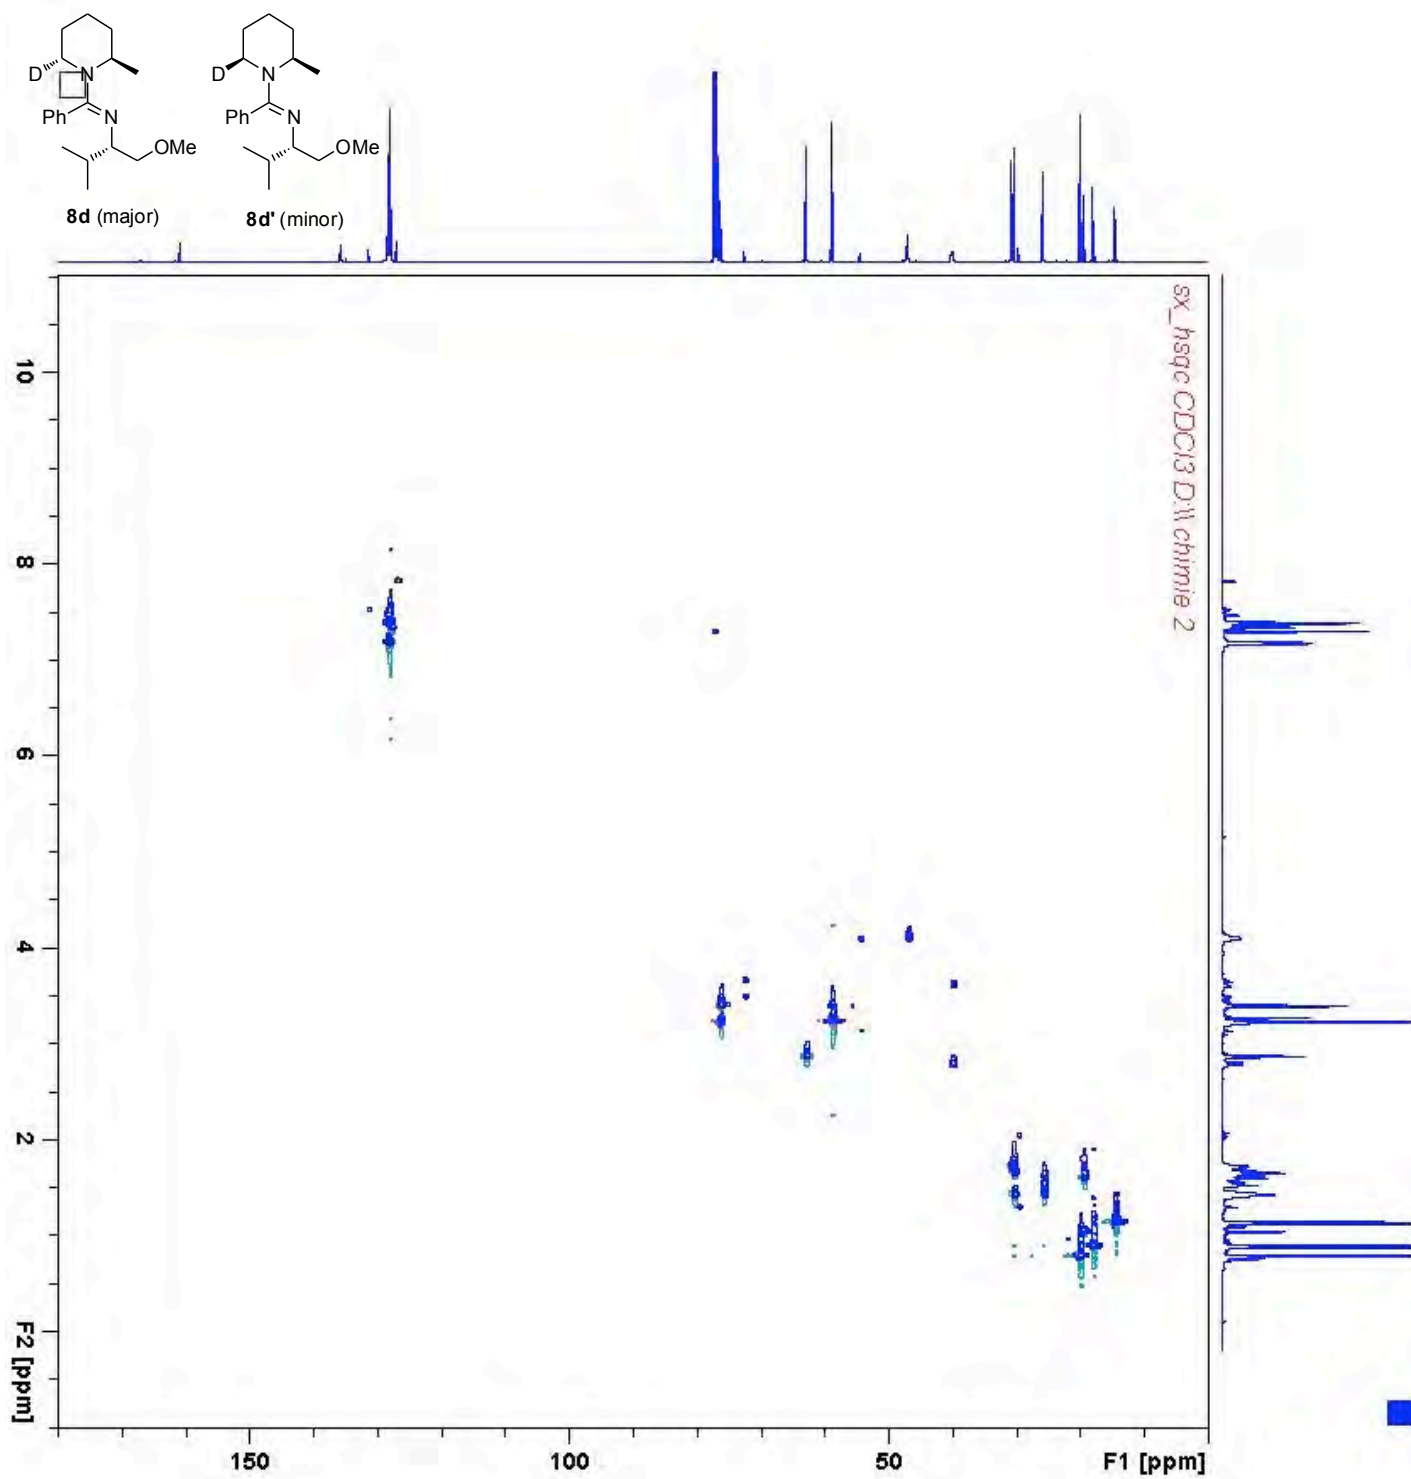 D
N
Ph
N
OMe
8d (major)
D
N
Ph
N
OMe
8d' (minor)
sx_hsqc CDCl3 D:\\ chimie 2
10
8
6
4
2
F2 [ppm]
150
100
50
F1 [ppm]